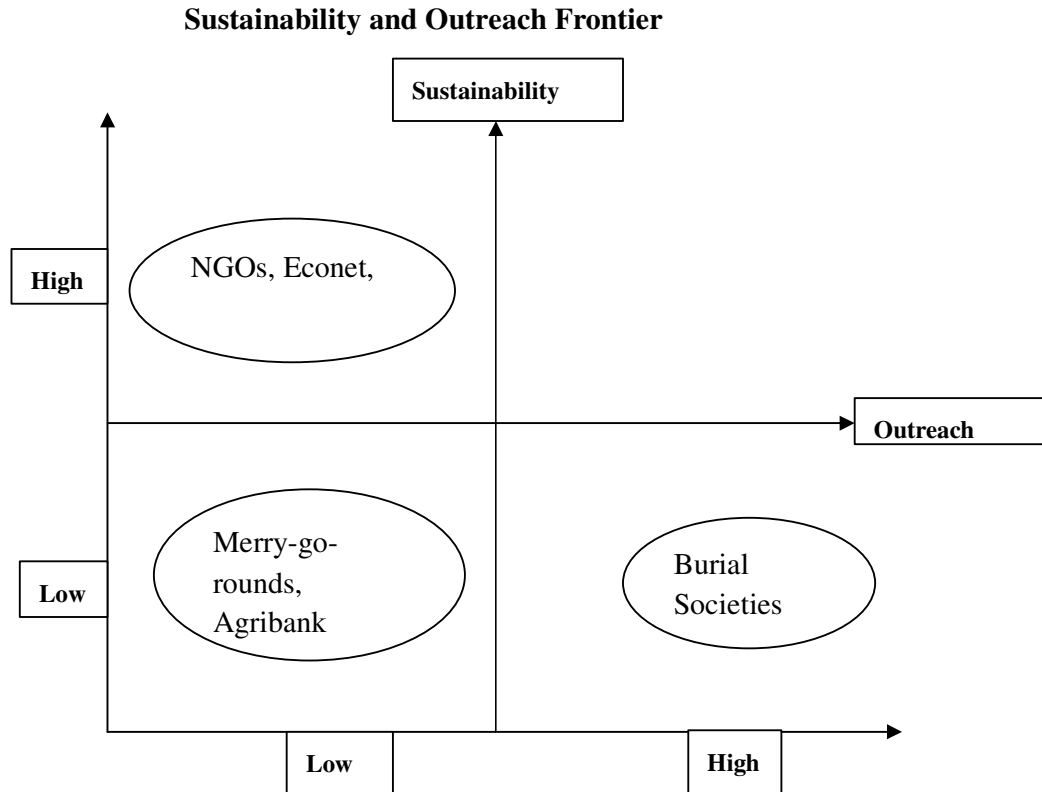 Sustainability and Outreach Frontier
Sustainability
NGOs, Econet,
High
Outreach
Merry-go-
rounds,
Agribank
Burial
Societies
Low
Low
High